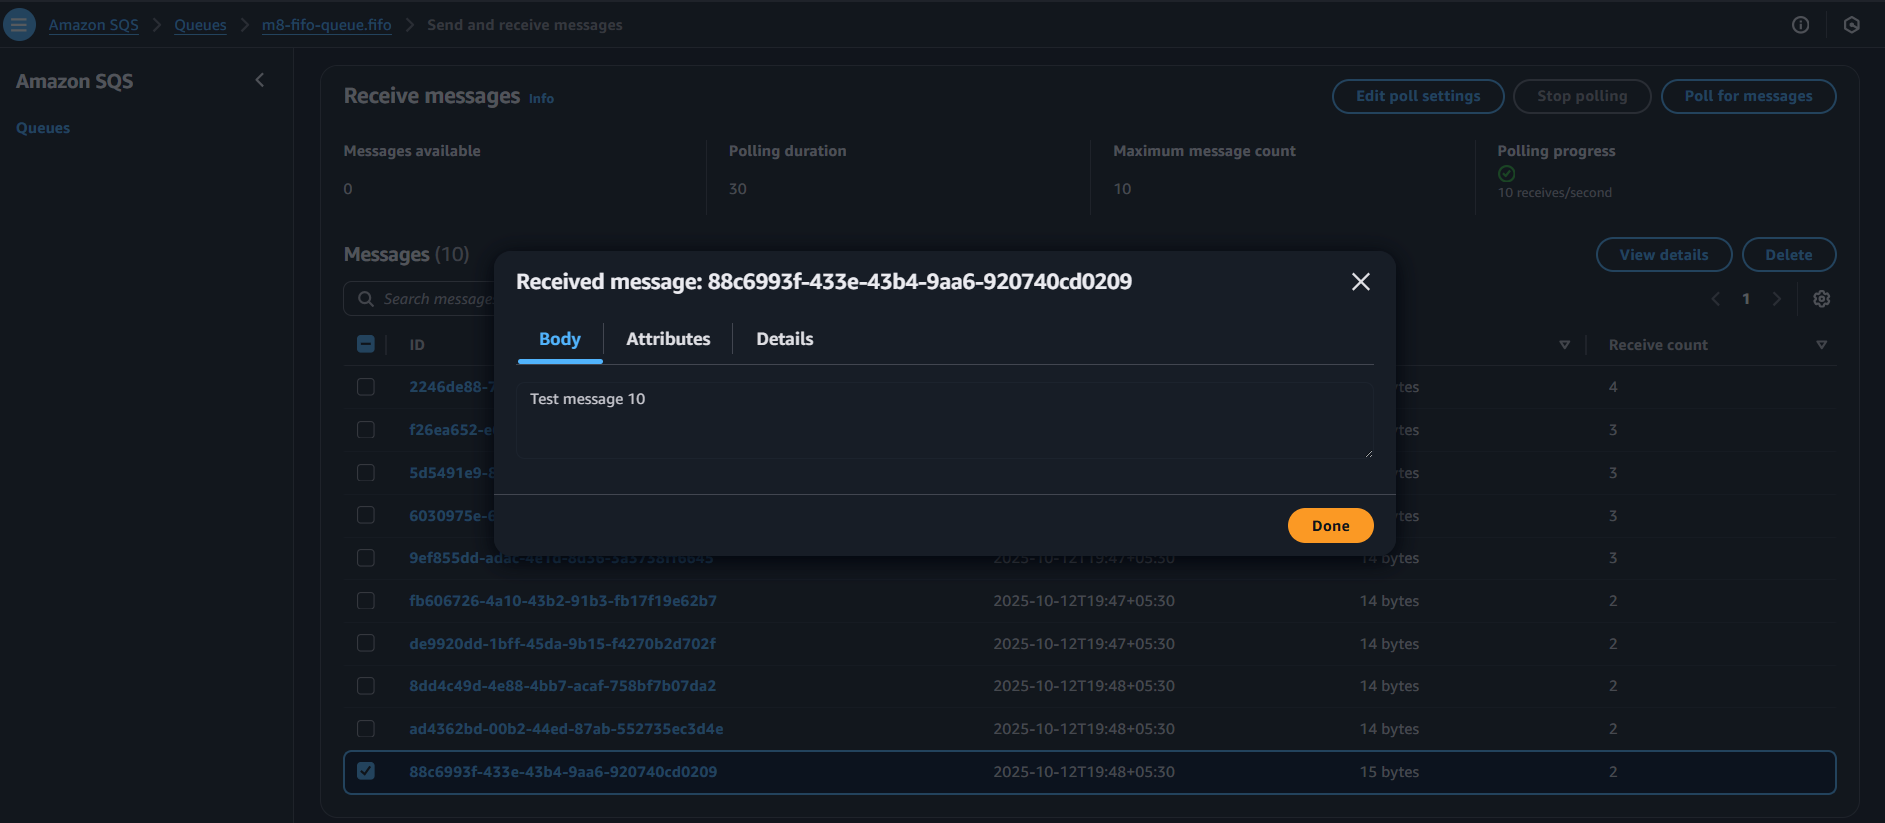 Amazon SQS > Queues > m8-fifo-queue.fifo > Send and receive messages
Amazon SQS
Queues
Receive messages Info
Edit poll settings Stop polling Poll for messages
Messages available Polling duration Maximum message count Polling progress
0 30 10 10 receives/second
Messages (10)
View details Delete
Search message
1
ID Receive count
Received message: 88c6993f-433e-43b4-9aa6-920740cd0209
Body Attributes Details
Test message 10
Done
2246de88-7 tes 4
f26ea652-e tes 3
5d5491e9-8 tes 3
6030975e-6 tes 3
2025-10-12T19:47+05:30 14 bytes 3
fb606726-4a10-43b2-91b3-fb17f19e62b7 2025-10-12T19:47+05:30 14 bytes 2
de9920dd-1bff-45da-9b15-f4270b2d702f 2025-10-12T19:47+05:30 14 bytes 2
8dd4c49d-4e88-4bb7-acaf-758bf7b07da2 2025-10-12T19:48+05:30 14 bytes 2
ad4362bd-00b2-44ed-87ab-552735ec3d4e 2025-10-12T19:48+05:30 14 bytes 2
88c6993f-433e-43b4-9aa6-920740cd0209 2025-10-12T19:48+05:30 15 bytes 2